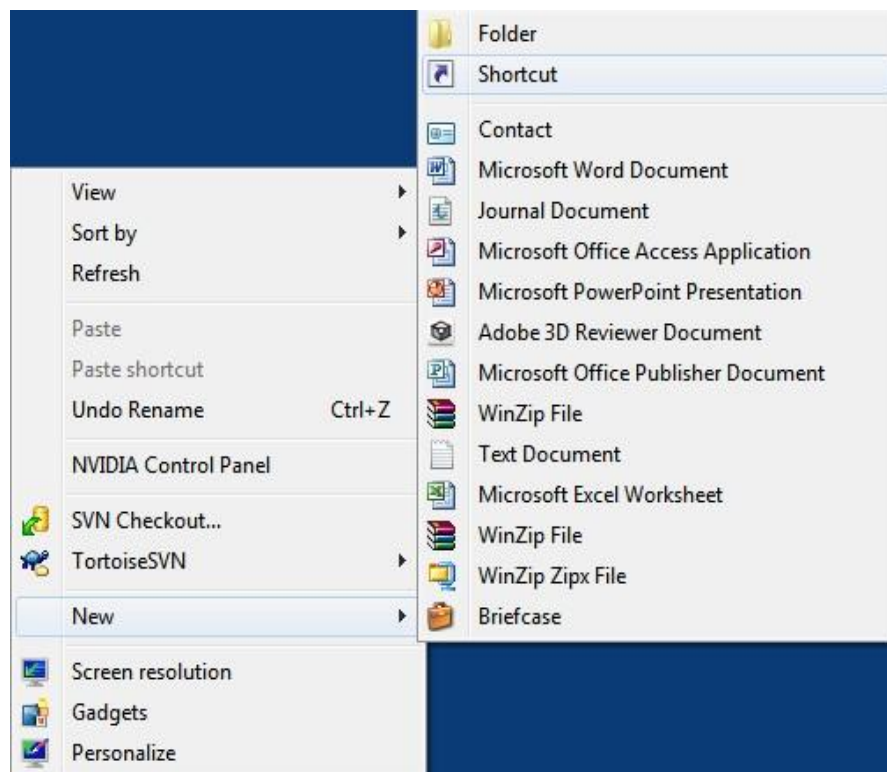 View
Sort by
Refresh
Paste
Paste shortcut
Undo Rename Ctrl+Z
NVIDIA Control Panel
SVN Checkout...
TortoiseSVN
New
Screen resolution
Gadgets
Personalize
Folder
Shortcut
Contact
Microsoft Word Document
Journal Document
Microsoft Office Access Application
Microsoft PowerPoint Presentation
Adobe 3D Reviewer Document
Microsoft Office Publisher Document
WinZip File
Text Document
Microsoft Excel Worksheet
WinZip File
WinZip Zipx File
Briefcase